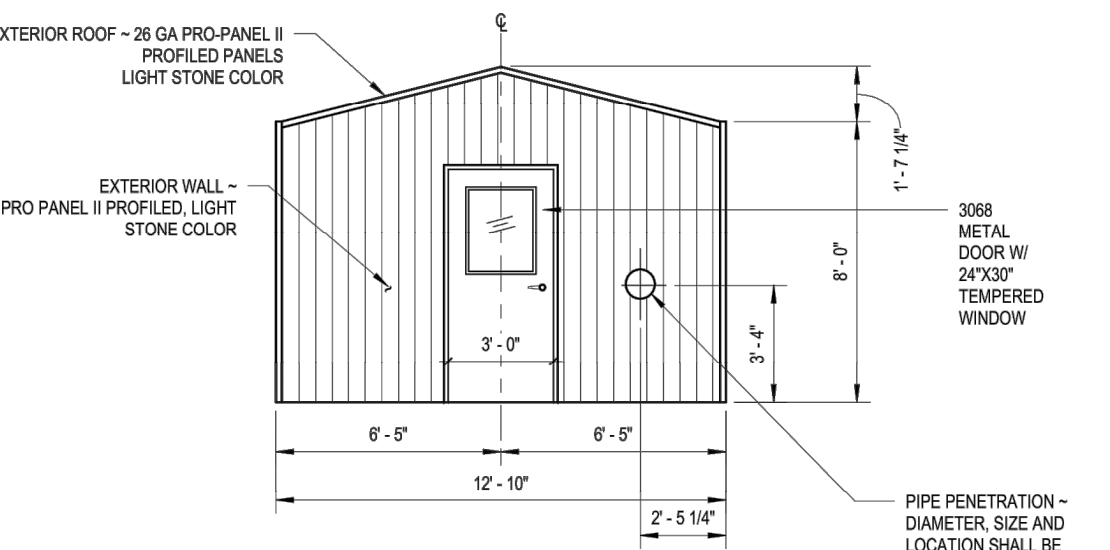 ℄
EXTERIOR ROOF ~ 26 GA PRO-PANEL II
PROFILED PANELS
LIGHT STONE COLOR
1' - 7 1/4"
EXTERIOR WALL ~
PRO PANEL II PROFILED, LIGHT
STONE COLOR
3068
METAL
DOOR W/
24"X30"
TEMPERED
WINDOW
8' - 0"
3' - 4"
3' - 0"
6' - 5"
6' - 5"
12' - 10"
2' - 5 1/4"
PIPE PENETRATION ~
DIAMETER, SIZE AND
LOCATION SHALL BE